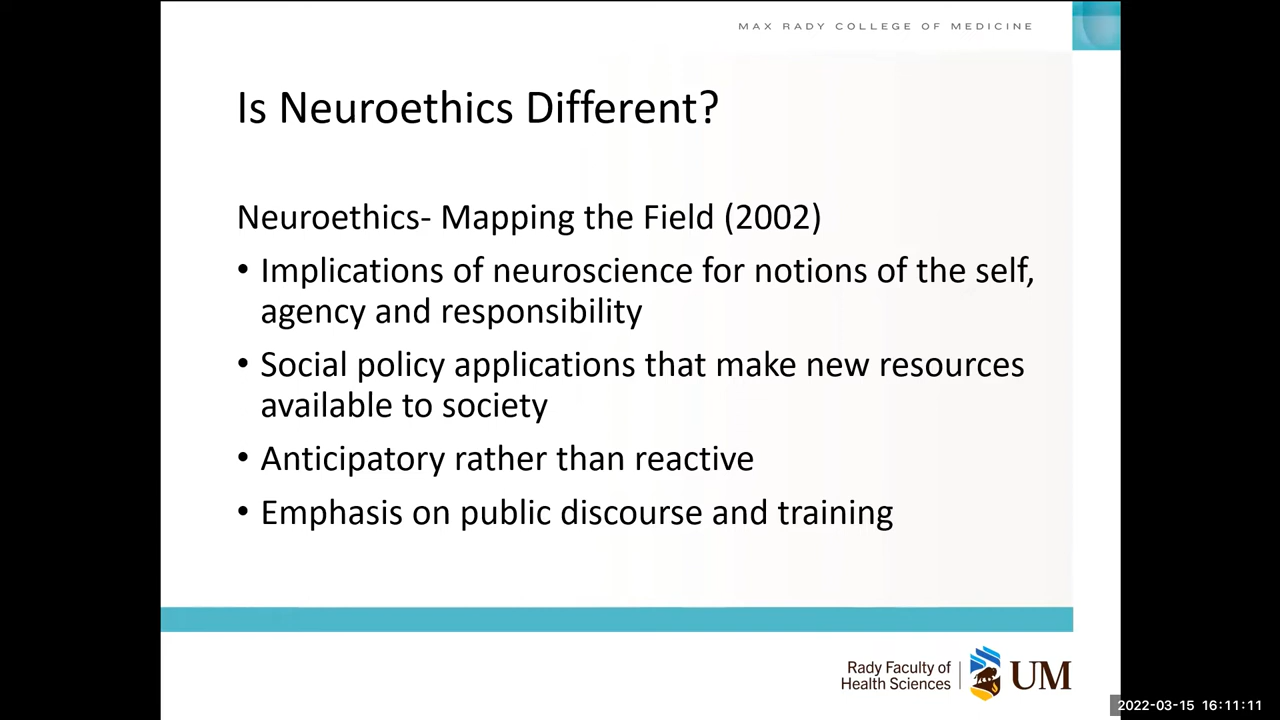 MAX RADY COLLEGE OF MEDICINE
Is Neuroethics Different?
Neuroethics- Mapping the Field (2002)
• Implications of neuroscience for notions of the self,
agency and responsibility
• Social policy applications that make new resources
available to society
• Anticipatory rather than reactive
• Emphasis on public discourse and training
Rady Faculty of
Health Sciences
UM
2022-03-15 16:11:11